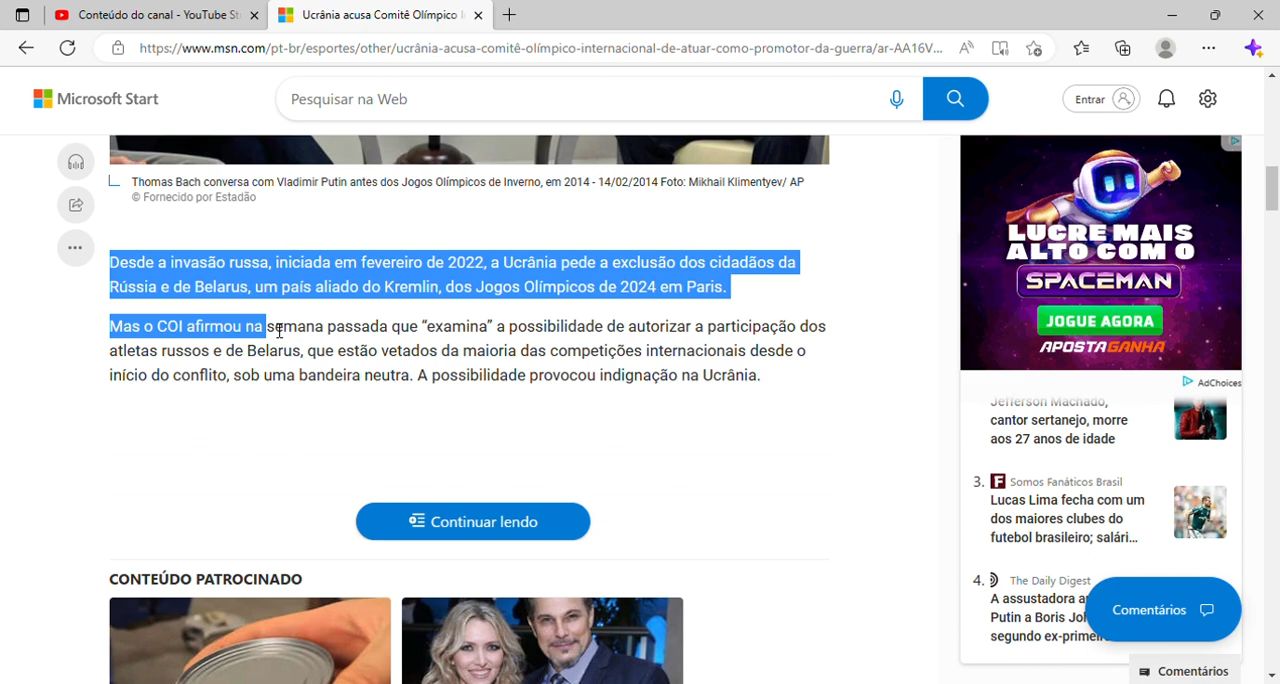 Conteúdo do canal - YouTube St
Ucrânia acusa Comitê Olímpico I
https://www.msn.com/pt-br/esportes/other/ucrânia-acusa-comitê-olímpico-internacional-de-atuar-como-promotor-da-guerra/ar-AA16V...
Microsoft Start
Pesquisar na Web
Entrar
Thomas Bach conversa com Vladimir Putin antes dos Jogos Olímpicos de Inverno, em 2014 - 14/02/2014 Foto: Mikhail Klimentyev/ AP
© Fornecido por Estadão
Desde a invasão russa, iniciada em fevereiro de 2022, a Ucrânia pede a exclusão dos cidadãos da
Rússia e de Belarus, um país aliado do Kremlin, dos Jogos Olímpicos de 2024 em Paris.
Mas o COI afirmou na semana passada que “examina” a possibilidade de autorizar a participação dos
atletas russos e de Belarus, que estão vetados da maioria das competições internacionais desde o
início do conflito, sob uma bandeira neutra. A possibilidade provocou indignação na Ucrânia.
Continuar lendo
CONTEÚDO PATROCINADO
LUCRE MAIS
ALTO COM O
SPACEMAN
JOGUE AGORA
APOSTAGANHA
AdChoices
Jefferson Machado,
cantor sertanejo, morre
aos 27 anos de idade
3. Somos Fanáticos Brasil
Lucas Lima fecha com um
dos maiores clubes do
futebol brasileiro; salári...
4. The Daily Digest
A assustadora
Putin a Boris
segundo
Comentários
Comentários